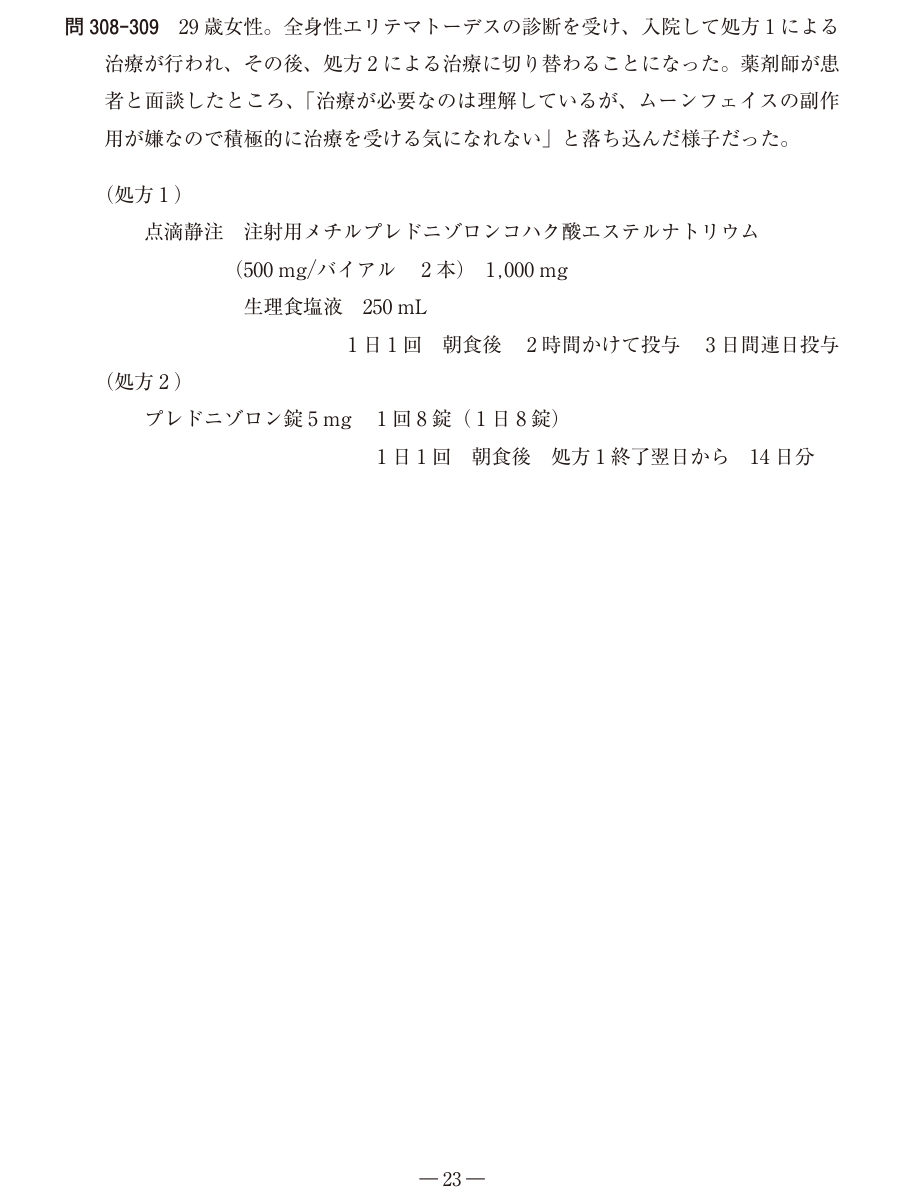 問 308-309　29 歳女性。全身性エリテマトーデスの診断を受け、入院して処方１による
治療が行われ、その後、処方２による治療に切り替わることになった。薬剤師が患
者と面談したところ、「治療が必要なのは理解しているが、ムーンフェイスの副作
用が嫌なので積極的に治療を受ける気になれない」と落ち込んだ様子だった。
（処方１）
点滴静注　注射用メチルプレドニゾロンコハク酸エステルナトリウム
（500 mg/バイアル　２本）　1,000 mg
生理食塩液　250 mL
１日１回　朝食後　２時間かけて投与　３日間連日投与
（処方２）
プレドニゾロン錠５mg　１回８錠（１日８錠）
１日１回　朝食後　処方１終了翌日から　14 日分
― 23 ―